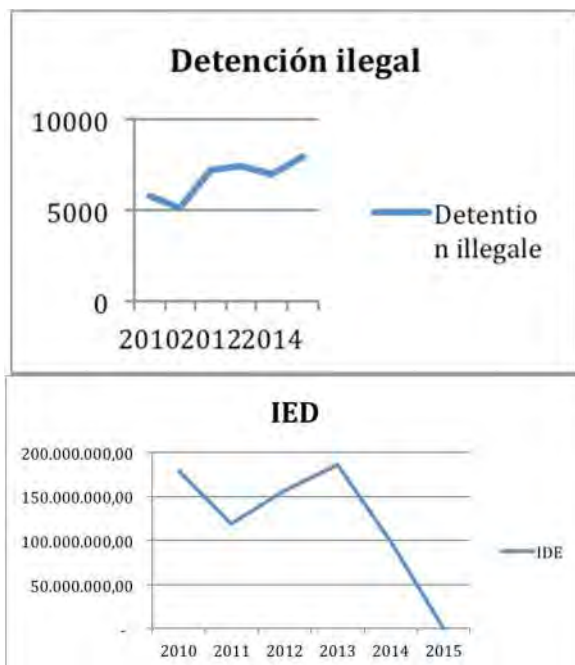 Detención ilegal
10000
5000
0
201020122014
Detentio
n illegale
IED
200.000.000,00
150.000.000,00
100.000.000,00
50.000.000,00
-
2010 2011 2012 2013 2014 2015
IDE